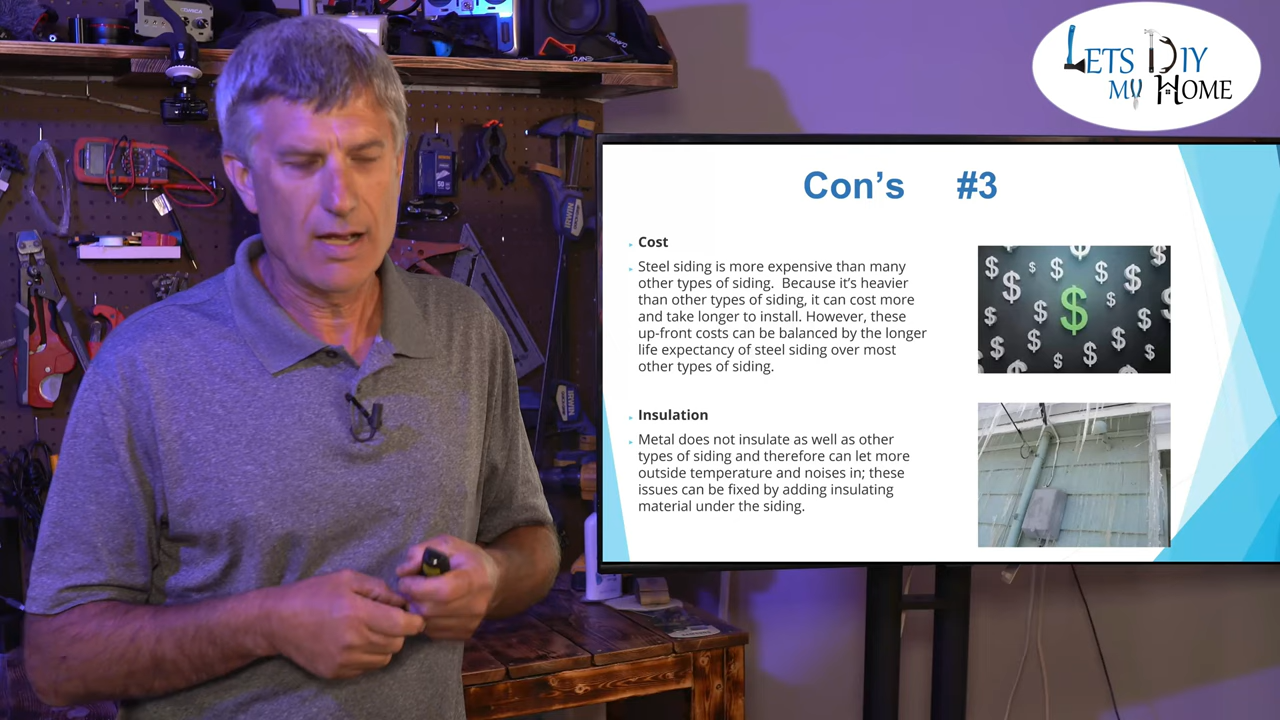 LETS DIY
MY HOME
Con's #3
Cost
Steel siding is more expensive than many
other types of siding. Because it's heavier
than other types of siding, it can cost more
and take longer to install. However, these
up-front costs can be balanced by the longer
life expectancy of steel siding over most
other types of siding.
Insulation
Metal does not insulate as well as other
types of siding and therefore can let more
outside temperature and noises in; these
issues can be fixed by adding insulating
material under the siding.
IRWIN